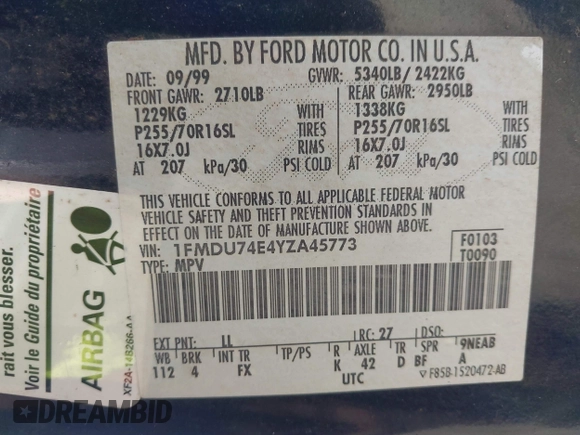 MFD. BY FORD MOTOR CO. IN U.S.A.
DATE: 09/99 GVWR: 5340LB/ 2422KG
FRONT GAWR: 2710LB REAR GAWR: 2950LB
1229KG WITH 1338KG WITH
P255/70R16SL TIRES P255/70R16SL TIRES
16X7.0J RIMS 16X7.0J RIMS
AT 207 kPa/30 PSI COLD AT 207 kPa/30 PSI COLD
THIS VEHICLE CONFORMS TO ALL APPLICABLE FEDERAL MOTOR
VEHICLE SAFETY AND THEFT PREVENTION STANDARDS IN
EFFECT ON THE DATE OF MANUFACTURE SHOWN ABOVE.
VIN: 1FMDU74E4YZA45773 F0103
TYPE: MPV T0090
EXT PNT: LL RC: 27 DSO:
WB BRK INT TR TP/PS R AXLE TR SPR 9NEAB
112 4 FX K 42 D BF A
UTC ▽ F85B-1520472-AB
rait vous blesser.
Voir le Guide du propriétaire
AIRBAG
XF2A-14B266-AA
DREAMBID